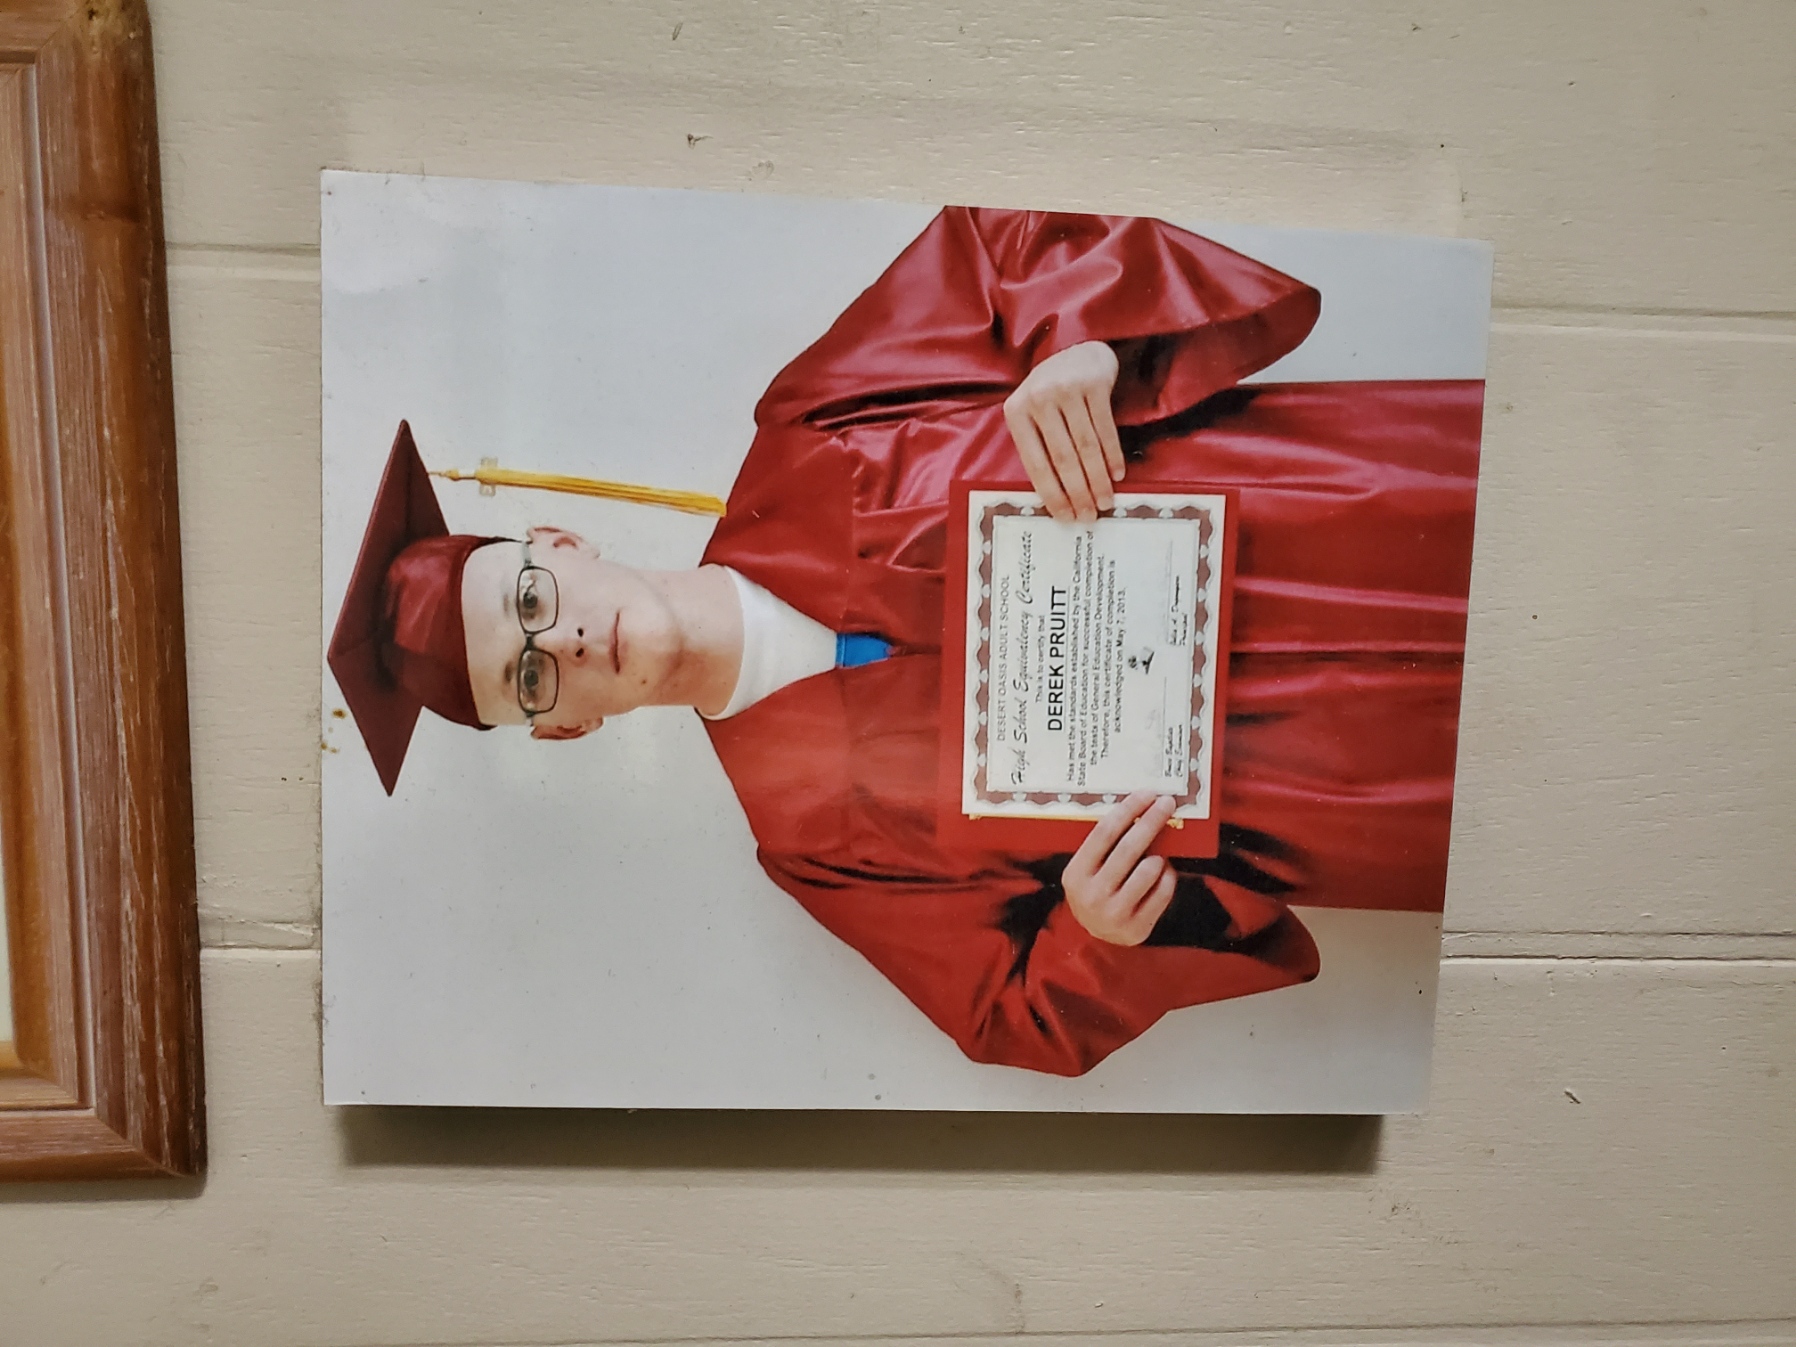 DESERT OASIS ADULT SCHOOL
High School Equivalency Certificate
This is to certify that
DEREK PRUITT
Has met the standards established by the California
State Board of Education for successful completion of
the tests of General Education Development.
Therefore, this certificate of completion is
acknowledged on May 7, 2013.
Chief Examiner
Principal